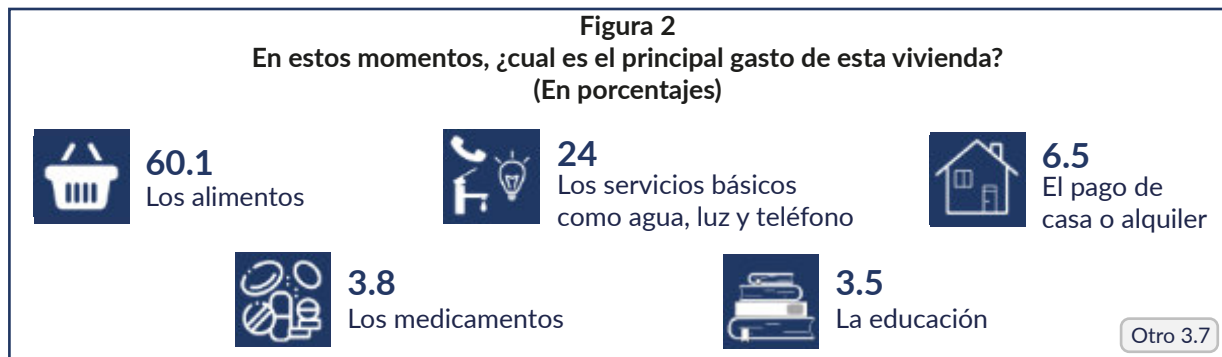 Figura 2
En estos momentos, ¿cual es el principal gasto de esta vivienda?
(En porcentajes)
60.1
Los alimentos
24
Los servicios básicos
como agua, luz y teléfono
6.5
El pago de
casa o alquiler
3.8
Los medicamentos
3.5
La educación
Otro 3.7